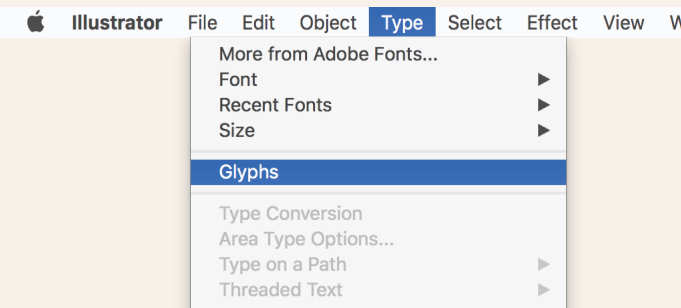 Illustrator File Edit Object Type Select Effect View
More from Adobe Fonts...
Font
Recent Fonts
Size
Glyphs
Type Conversion
Area Type Options...
Type on a Path
Threaded Text